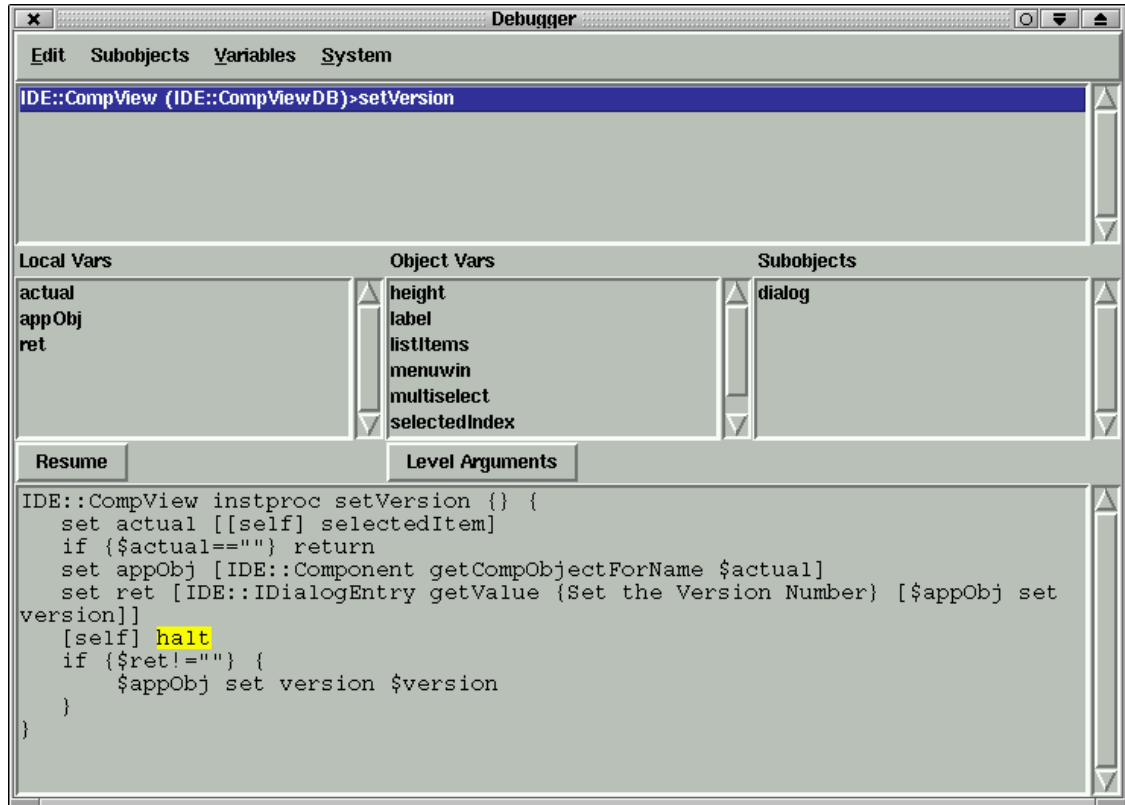 Debugger
Edit Subobjects Variables System
IDE::CompView (IDE::CompViewDB)>setVersion
Local Vars Object Vars Subobjects
actual height dialog
appObj label
ret listItems
menuwin
multiselect
selectedIndex
Resume Level Arguments
IDE::CompView instproc setVersion {} {
set actual [[self] selectedItem]
if {$actual==""} return
set appObj [IDE::Component getCompObjectForName $actual]
set ret [IDE::IDialogEntry getValue {Set the Version Number} [$appObj set
version]]
[self] halt
if {$ret!=""} {
$appObj set version $version
}
}